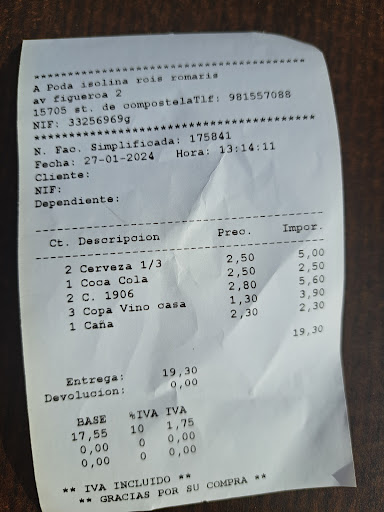 ****************************************
A Poda isolina rois romaris
av figueroa 2
15705 st. de compostelaTlf: 981557088
NIF: 33256969g
****************************************
N. Fac. Simplificada: 175841
Fecha: 27-01-2024 Hora: 13:14:11
Cliente:
NIF:
Dependiente:
----------------------------------------
Ct. Descripcion Prec. Impor.
----------------------------------------
2 Cerveza 1/3 2,50 5,00
1 Coca Cola 2,50 2,50
2 C. 1906 2,80 5,60
3 Copa Vino casa 1,30 3,90
1 Caña 2,30 2,30
19,30
Entrega: 19,30
Devolucion: 0,00
BASE %IVA IVA
17,55 10 1,75
0,00 0 0,00
0,00 0 0,00
** IVA INCLUIDO **
** GRACIAS POR SU COMPRA **